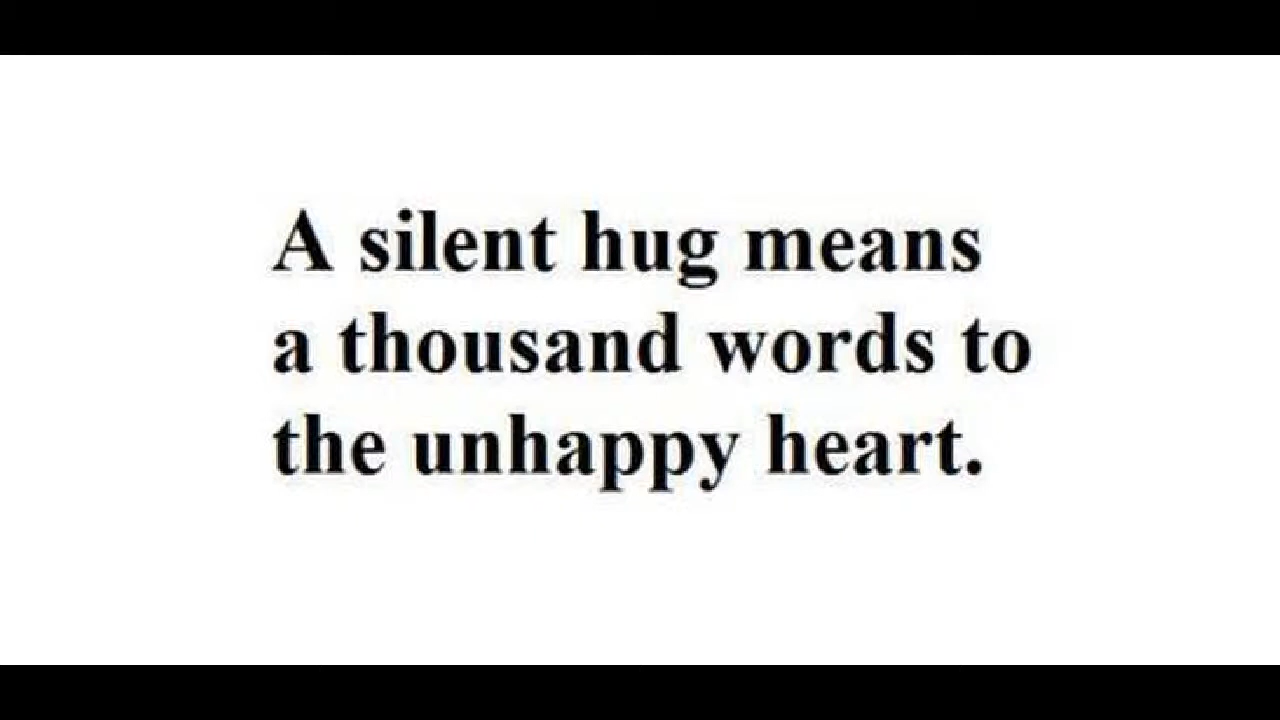 A silent hug means
a thousand words to
the unhappy heart.